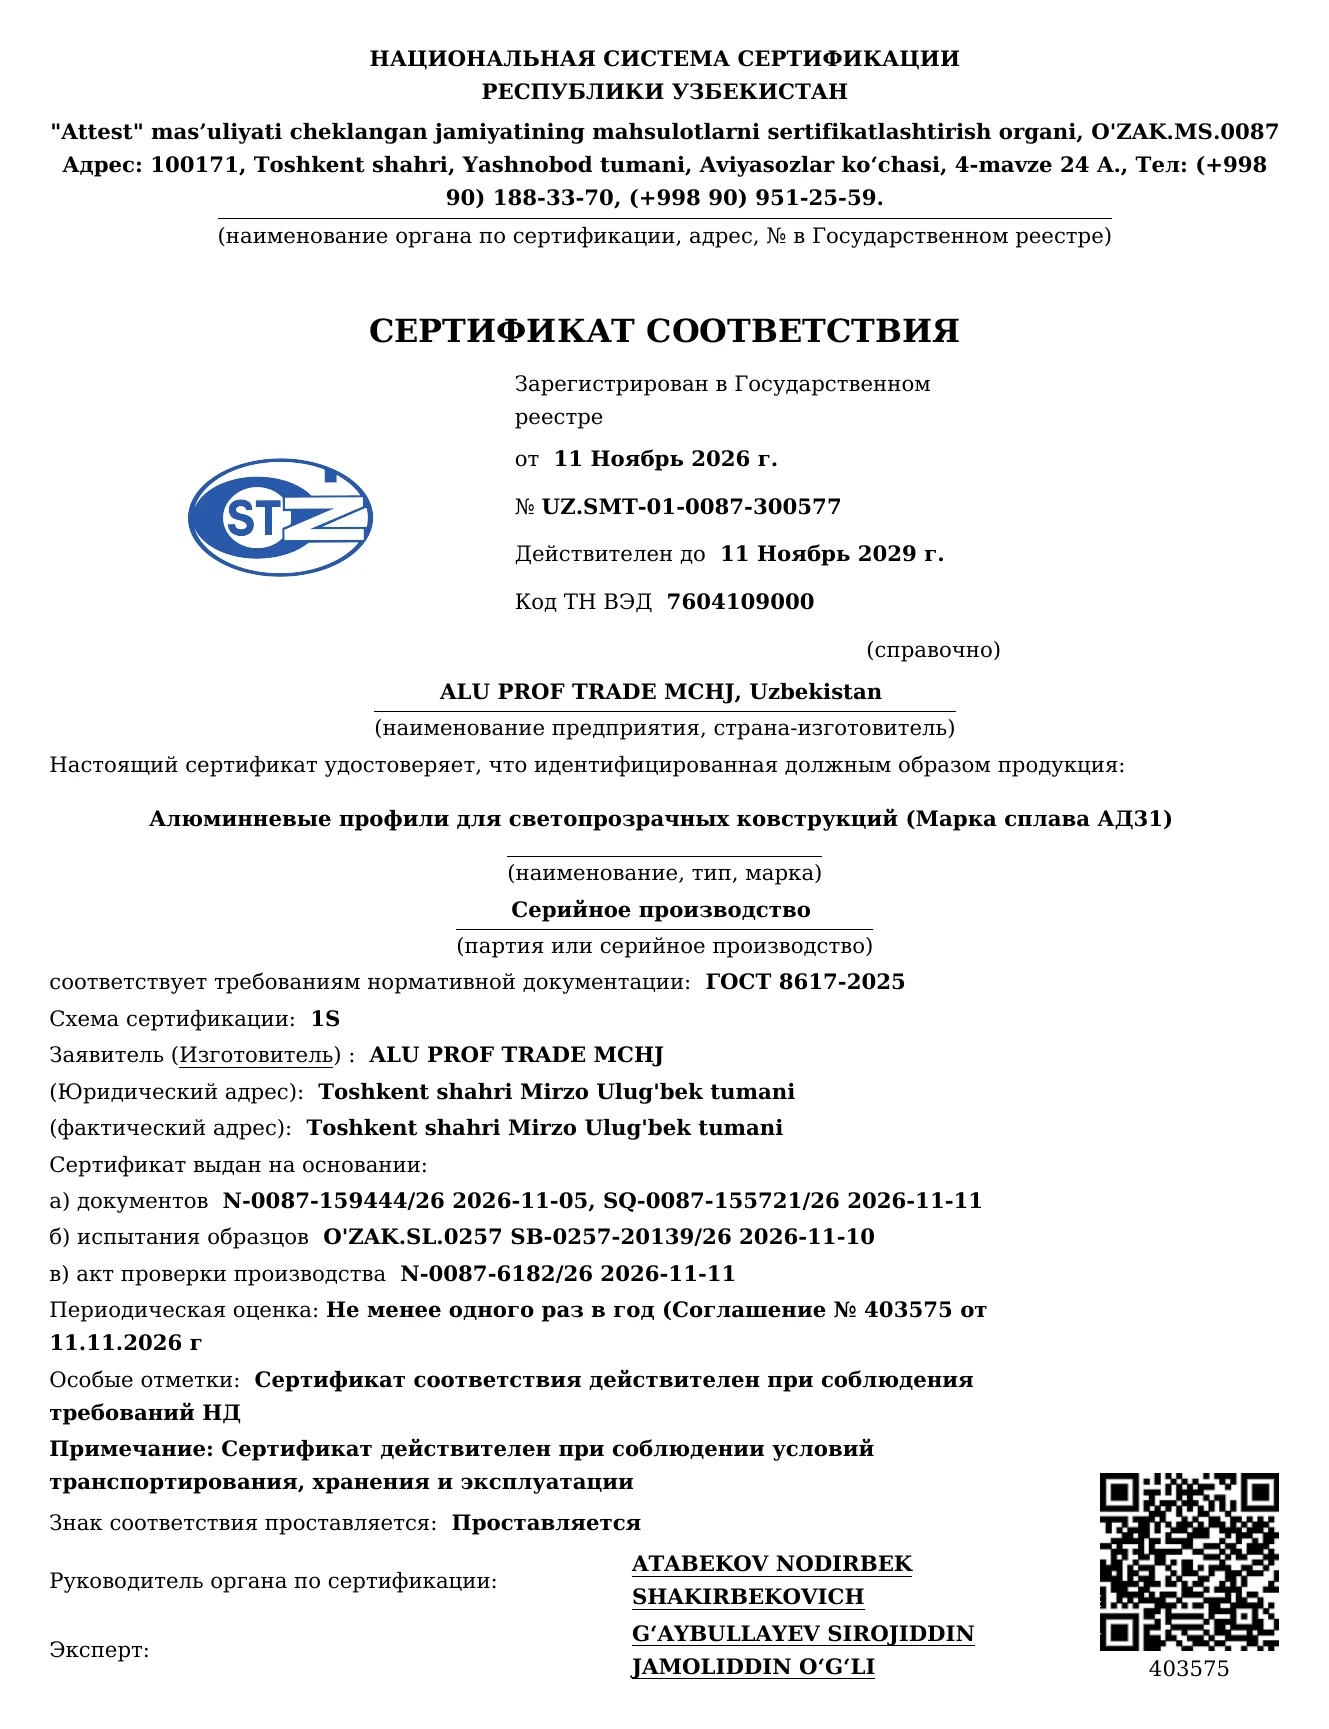 НАЦИОНАЛЬНАЯ СИСТЕМА СЕРТИФИКАЦИИ
РЕСПУБЛИКИ УЗБЕКИСТАН
"Attest" mas’uliyati cheklangan jamiyatining mahsulotlarni sertifikatlashtirish organi, O'ZAK.MS.0087
Адрес: 100171, Toshkent shahri, Yashnobod tumani, Aviyasozlar ko‘chasi, 4-mavze 24 A., Тел: (+998
90) 188-33-70, (+998 90) 951-25-59.
(наименование органа по сертификации, адрес, № в Государственном реестре)
СЕРТИФИКАТ СООТВЕТСТВИЯ
Зарегистрирован в Государственном
реестре
от 11 Ноябрь 2026 г.
ST
№ UZ.SMT-01-0087-300577
Действителен до 11 Ноябрь 2029 г.
Код ТН ВЭД 7604109000
(справочно)
ALU PROF TRADE MCHJ, Uzbekistan
(наименование предприятия, страна-изготовитель)
Настоящий сертификат удостоверяет, что идентифицированная должным образом продукция:
Алюминневые профили для светопрозрачных ковструкций (Марка сплава АД31)
(наименование, тип, марка)
Серийное производство
(партия или серийное производство)
соответствует требованиям нормативной документации: ГОСТ 8617-2025
Схема сертификации: 1S
Заявитель (Изготовитель) : ALU PROF TRADE MCHJ
(Юридический адрес): Toshkent shahri Mirzo Ulug'bek tumani
(фактический адрес): Toshkent shahri Mirzo Ulug'bek tumani
Сертификат выдан на основании:
а) документов N-0087-159444/26 2026-11-05, SQ-0087-155721/26 2026-11-11
б) испытания образцов O'ZAK.SL.0257 SB-0257-20139/26 2026-11-10
в) акт проверки производства N-0087-6182/26 2026-11-11
Периодическая оценка: Не менее одного раз в год (Соглашение № 403575 от
11.11.2026 г
Особые отметки: Сертификат соответствия действителен при соблюдения
требований НД
Примечание: Сертификат действителен при соблюдении условий
транспортирования, хранения и эксплуатации
Знак соответствия проставляется: Проставляется
Руководитель органа по сертификации: ATABEKOV NODIRBEK
SHAKIRBEKOVICH
Эксперт: G‘AYBULLAYEV SIROJIDDIN
JAMOLIDDIN O‘G‘LI
403575